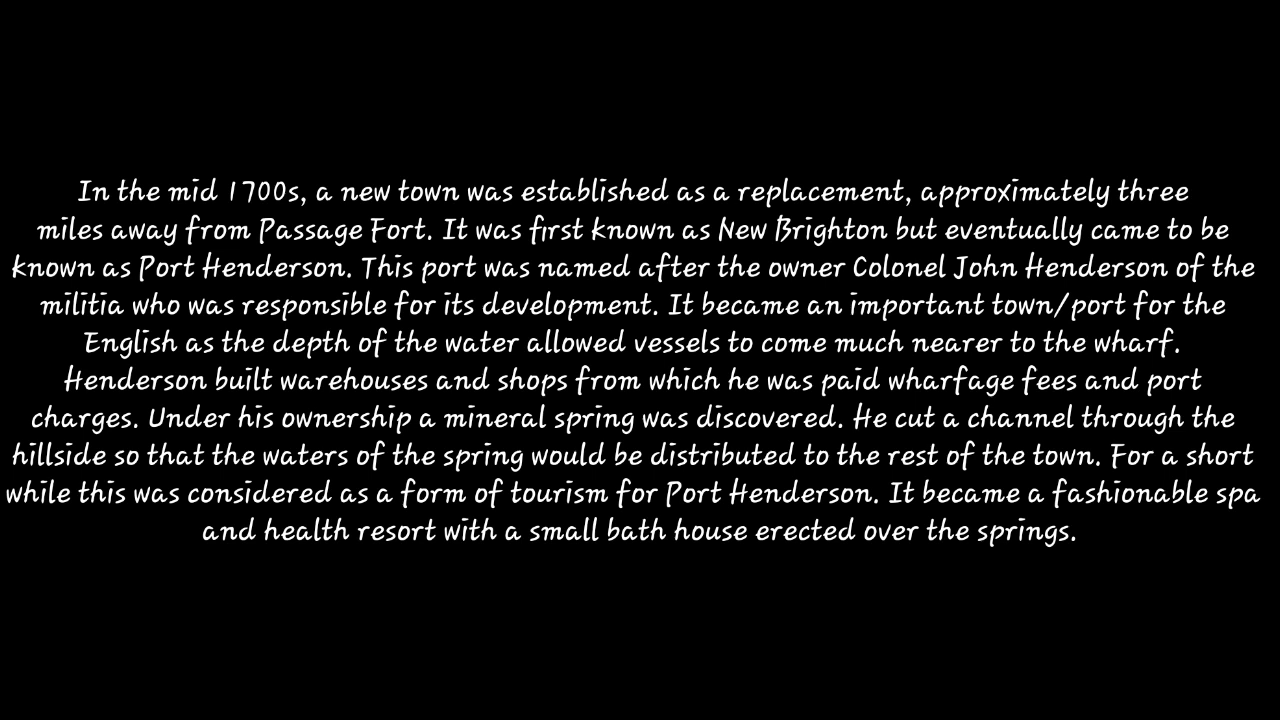 In the mid 1700s, a new town was established as a replacement, approximately three
miles away from Passage Fort. It was first known as New Brighton but eventually came to be
known as Port Henderson. This port was named after the owner Colonel John Henderson of the
militia who was responsible for its development. It became an important town/port for the
English as the depth of the water allowed vessels to come much nearer to the wharf.
Henderson built warehouses and shops from which he was paid wharfage fees and port
charges. Under his ownership a mineral spring was discovered. He cut a channel through the
hillside so that the waters of the spring would be distributed to the rest of the town. For a short
while this was considered as a form of tourism for Port Henderson. It became a fashionable spa
and health resort with a small bath house erected over the springs.